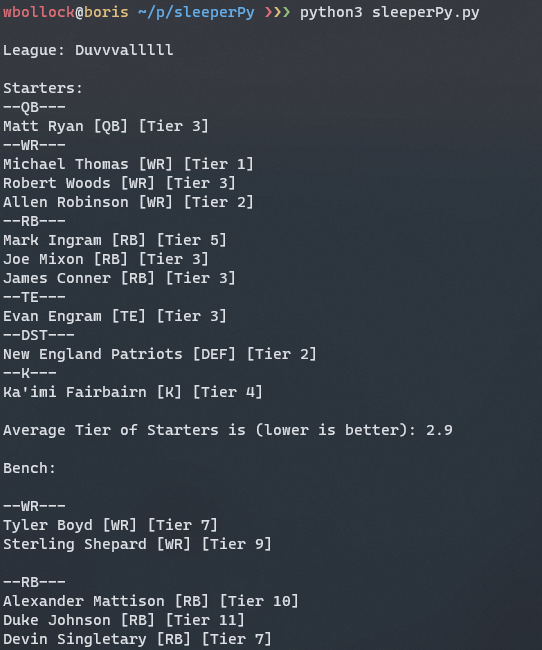 wbollock@boris ~/p/sleeperPy ❯❯❯ python3 sleeperPy.py
League: Duvvvalllll
Starters:
--QB---
Matt Ryan [QB] [Tier 3]
--WR---
Michael Thomas [WR] [Tier 1]
Robert Woods [WR] [Tier 3]
Allen Robinson [WR] [Tier 2]
--RB---
Mark Ingram [RB] [Tier 5]
Joe Mixon [RB] [Tier 3]
James Conner [RB] [Tier 3]
--TE---
Evan Engram [TE] [Tier 3]
--DST---
New England Patriots [DEF] [Tier 2]
--K---
Ka'imi Fairbairn [K] [Tier 4]
Average Tier of Starters is (lower is better): 2.9
Bench:
--WR---
Tyler Boyd [WR] [Tier 7]
Sterling Shepard [WR] [Tier 9]
--RB---
Alexander Mattison [RB] [Tier 10]
Duke Johnson [RB] [Tier 11]
Devin Singletary [RB] [Tier 7]